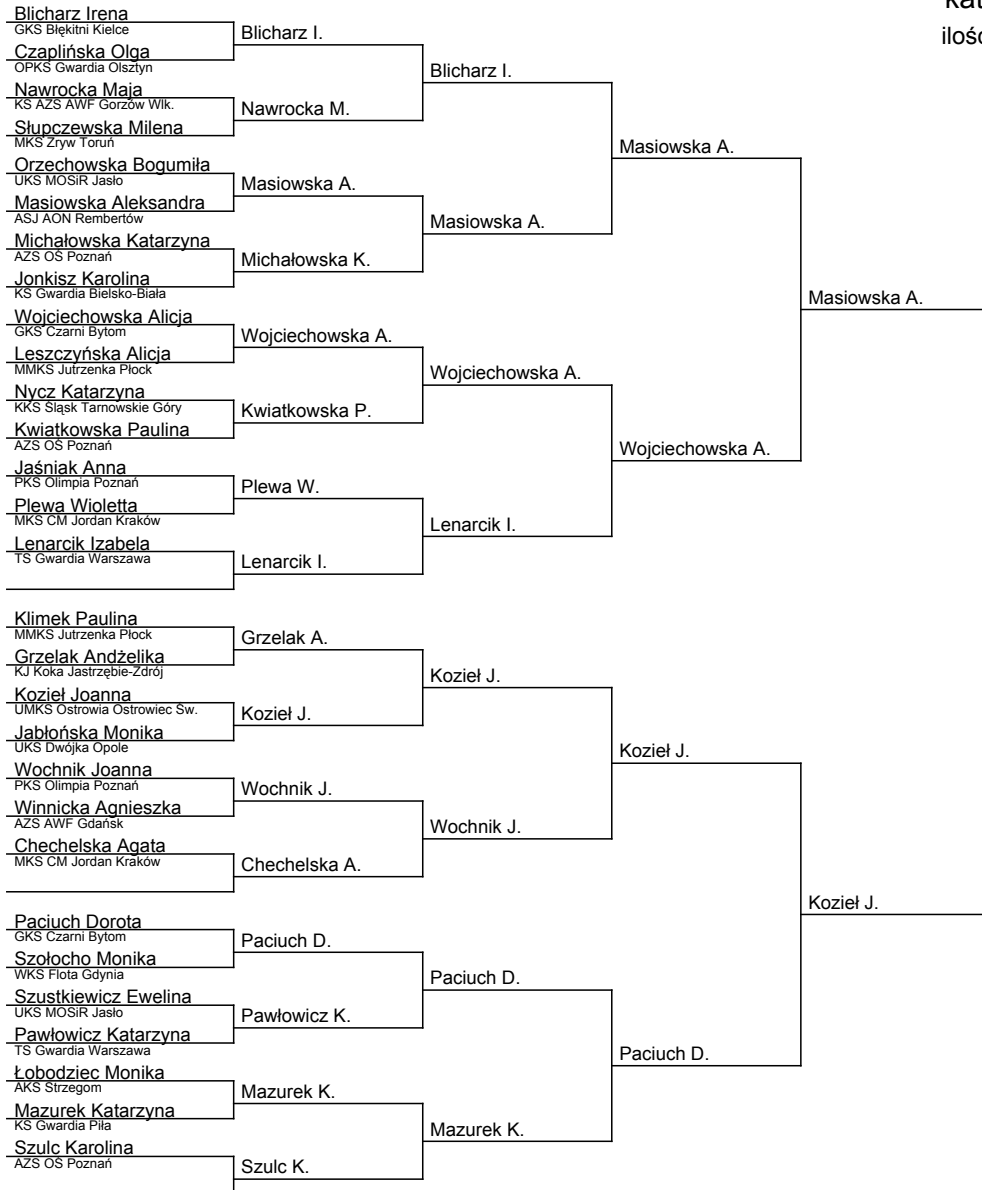 Blicharz Irena
GKS Błękitni Kielce
Czaplińska Olga
OPKS Gwardia Olsztyn
Nawrocka Maja
KS AZS AWF Gorzów Wlk.
Słupczewska Milena
MKS Zryw Toruń
Orzechowska Bogumiła
UKS MOSiR Jasło
Masiowska Aleksandra
ASJ AON Rembertów
Michałowska Katarzyna
AZS OŚ Poznań
Jonkisz Karolina
KS Gwardia Bielsko-Biała
Wojciechowska Alicja
GKS Czarni Bytom
Leszczyńska Alicja
MMKS Jutrzenka Płock
Nycz Katarzyna
KKS Śląsk Tarnowskie Góry
Kwiatkowska Paulina
AZS OŚ Poznań
Jaśniak Anna
PKS Olimpia Poznań
Plewa Wioletta
MKS CM Jordan Kraków
Lenarcik Izabela
TS Gwardia Warszawa
Klimek Paulina
MMKS Jutrzenka Płock
Grzelak Andżelika
KJ Koka Jastrzębie-Zdrój
Kozieł Joanna
UMKS Ostrowia Ostrowiec Św.
Jabłońska Monika
UKS Dwójka Opole
Wochnik Joanna
PKS Olimpia Poznań
Winnicka Agnieszka
AZS AWF Gdańsk
Chechelska Agata
MKS CM Jordan Kraków
Paciuch Dorota
GKS Czarni Bytom
Szołocho Monika
WKS Flota Gdynia
Szustkiewicz Ewelina
UKS MOSiR Jasło
Pawłowicz Katarzyna
TS Gwardia Warszawa
Łobodziec Monika
AKS Strzegom
Mazurek Katarzyna
KS Gwardia Piła
Szulc Karolina
AZS OŚ Poznań
Blicharz I.
Nawrocka M.
Masiowska A.
Michałowska K.
Wojciechowska A.
Kwiatkowska P.
Plewa W.
Lenarcik I.
Grzelak A.
Kozieł J.
Wochnik J.
Chechelska A.
Paciuch D.
Pawłowicz K.
Mazurek K.
Szulc K.
Blicharz I.
Masiowska A.
Wojciechowska A.
Lenarcik I.
Kozieł J.
Wochnik J.
Paciuch D.
Mazurek K.
Masiowska A.
Wojciechowska A.
Kozieł J.
Paciuch D.
Masiowska A.
Kozieł J.